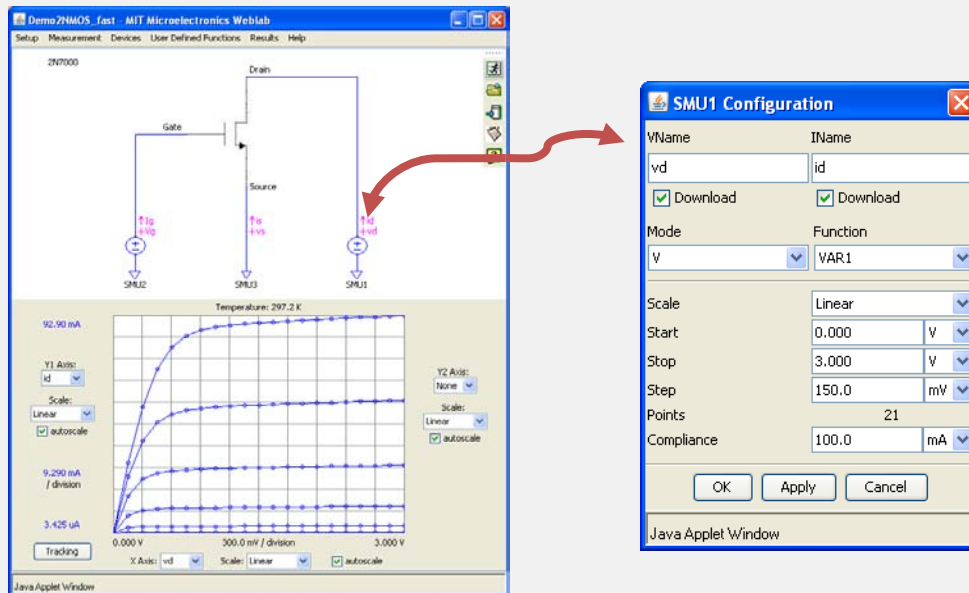 Demo2NMOS_fast - MIT Microelectronics Weblab
Setup Measurement Devices User Defined Functions Results Help
2N7000
Drain
Gate
Source
Ig
+Vg
is
+vs
id
+vd
SMU2
SMU3
SMU1
Temperature: 297.2 K
92.90 mA
Y1 Axis:
id
Scale:
Linear
autoscale
9.290 mA
/ division
3.425 uA
Tracking
Y2 Axis:
None
Scale:
Linear
autoscale
0.000 V 300.0 mV / division 3.000 V
X Axis: vd Scale: Linear autoscale
Java Applet Window
SMU1 Configuration
VName IName
vd id
Download Download
Mode Function
V VAR1
Scale Linear
Start 0.000 V
Stop 3.000 V
Step 150.0 mV
Points 21
Compliance 100.0 mA
OK Apply Cancel
Java Applet Window